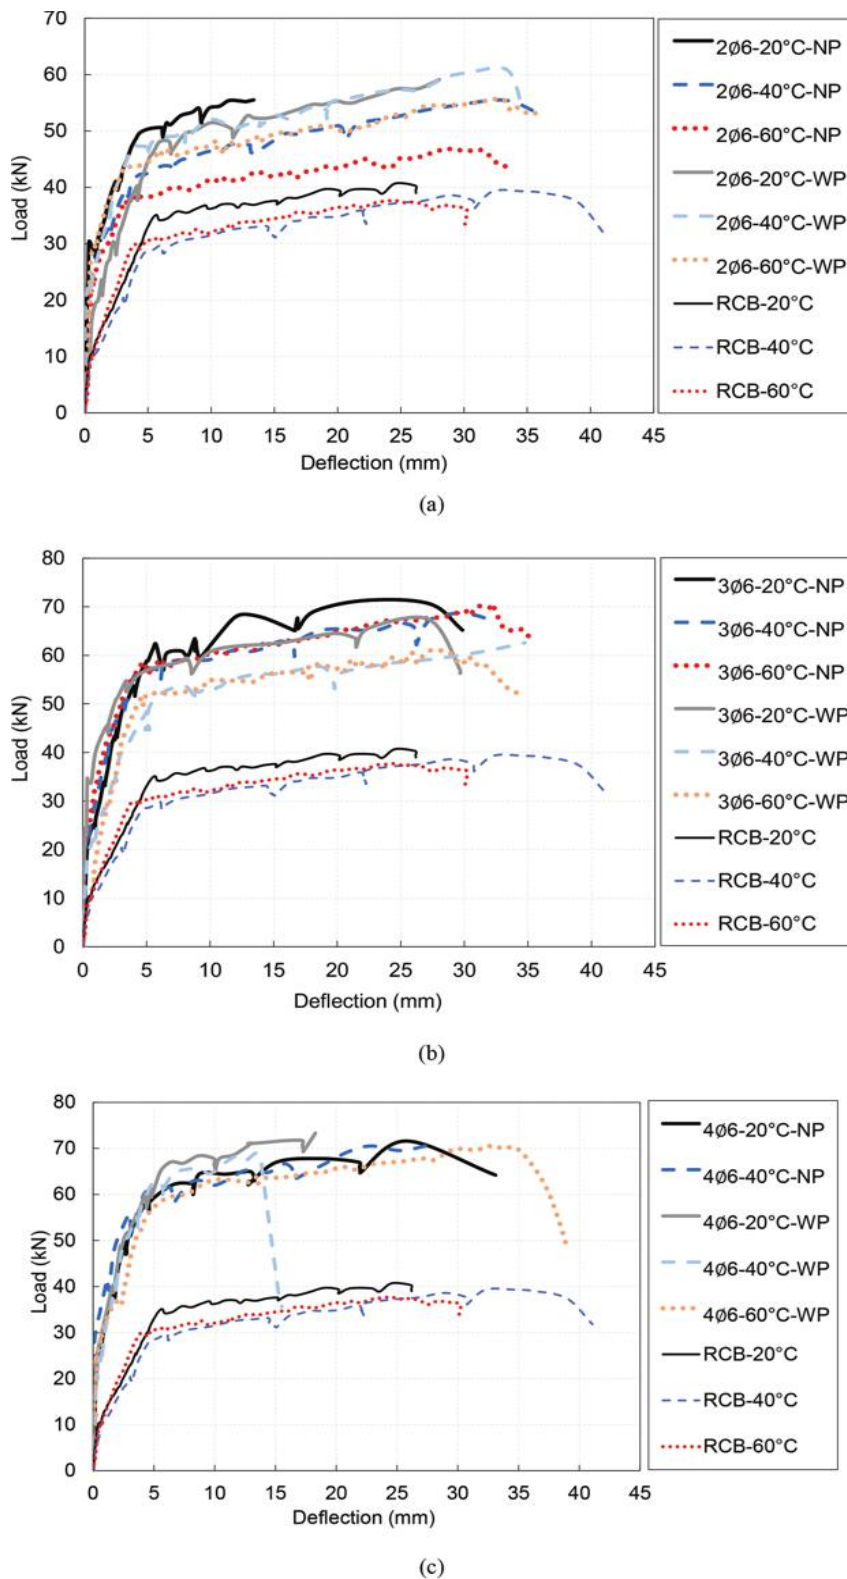 70
60
50
40
30
20
10
0
Load (kN)
0 5 10 15 20 25 30 35 40 45
Deflection (mm)
2ø6-20°C-NP
2ø6-40°C-NP
2ø6-60°C-NP
2ø6-20°C-WP
2ø6-40°C-WP
2ø6-60°C-WP
RCB-20°C
RCB-40°C
RCB-60°C
(a)
80
70
60
50
40
30
20
10
0
Load (kN)
0 5 10 15 20 25 30 35 40 45
Deflection (mm)
3ø6-20°C-NP
3ø6-40°C-NP
3ø6-60°C-NP
3ø6-20°C-WP
3ø6-40°C-WP
3ø6-60°C-WP
RCB-20°C
RCB-40°C
RCB-60°C
(b)
80
70
60
50
40
30
20
10
0
Load (kN)
0 5 10 15 20 25 30 35 40 45
Deflection (mm)
4ø6-20°C-NP
4ø6-40°C-NP
4ø6-20°C-WP
4ø6-40°C-WP
4ø6-60°C-WP
RCB-20°C
RCB-40°C
RCB-60°C
(c)